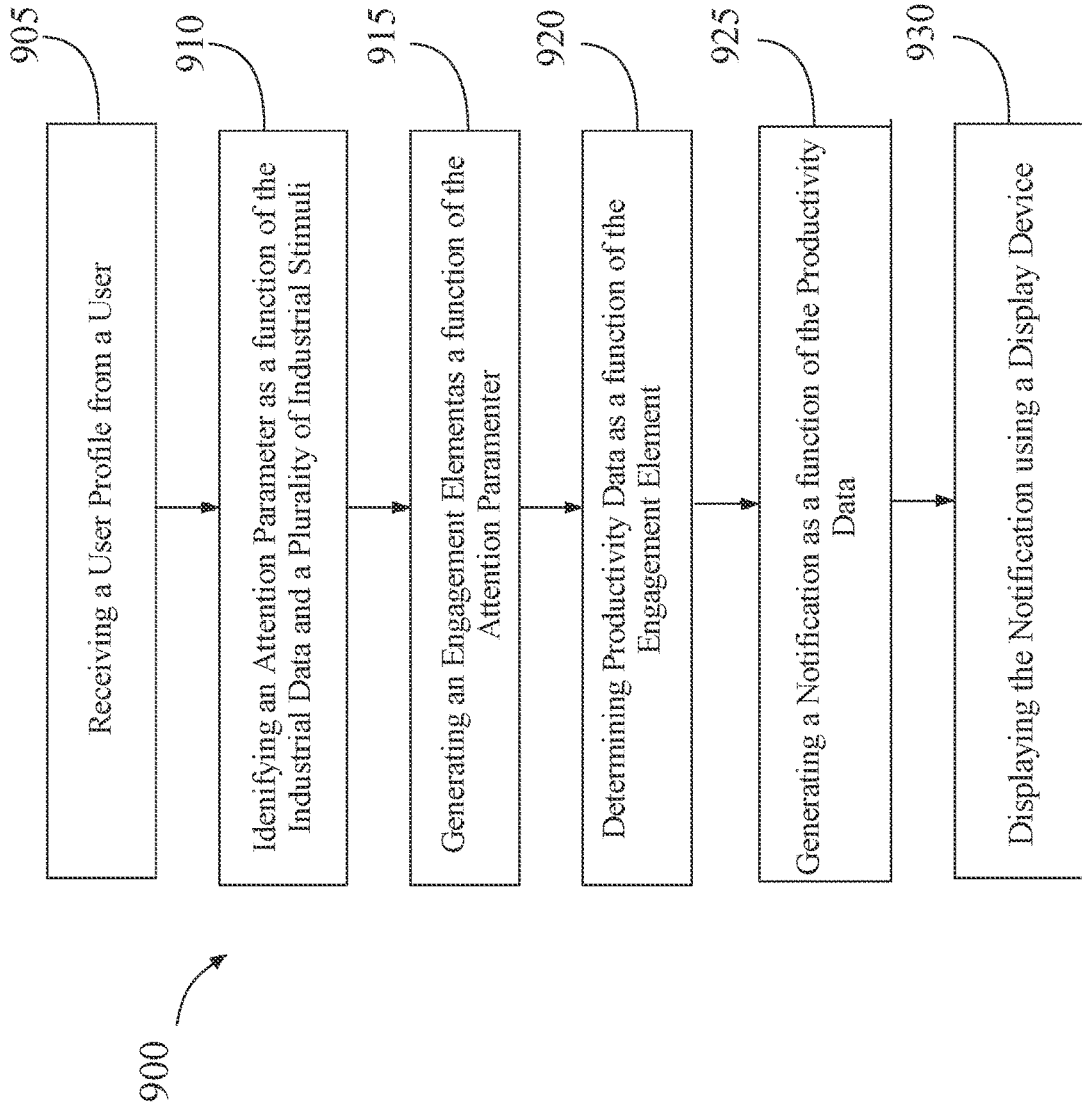 900
905
Receiving a User Profile from a User
910
Idenifying an Attention Parameter as a function of the
Industrial Data and a Plurality of Industrial Stimuli
915
Generating an Engagement Elementas a function of the
Attention Paramenter
920
Determining Productivity Data as a function of the
Engagement Element
925
Generating a Notification as a function of the Productivity
Data
930
Displaying the Notification using a Display Device